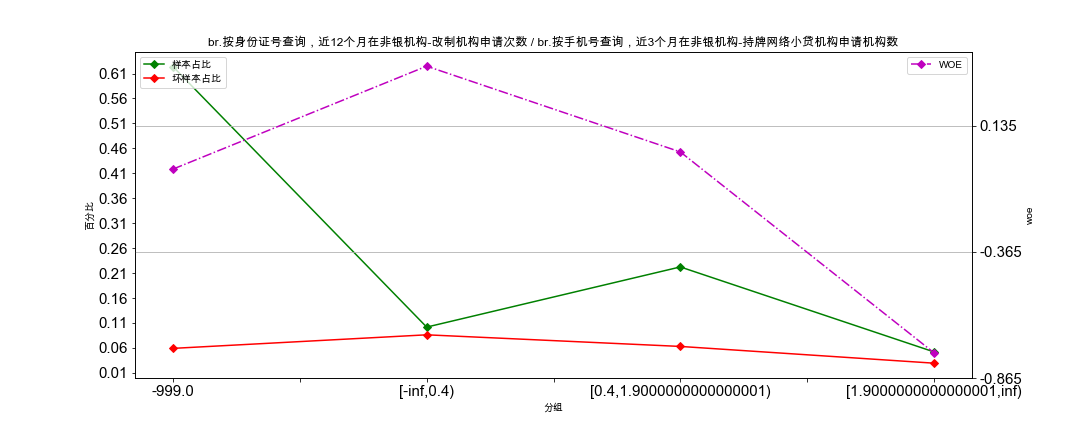 br.按身份证号查询，近12个月在非银机构-改制机构申请次数 / br.按手机号查询，近3个月在非银机构-持牌网络小贷机构申请机构数
样本占比
坏样本占比
WOE
0.61
0.56
0.51
0.46
0.41
0.36
0.31
0.26
0.21
0.16
0.11
0.06
0.01
百分比
0.135
-0.365
-0.865
woe
-999.0
[-inf,0.4)
[0.4,1.9000000000000001)
[1.9000000000000001,inf)
分组